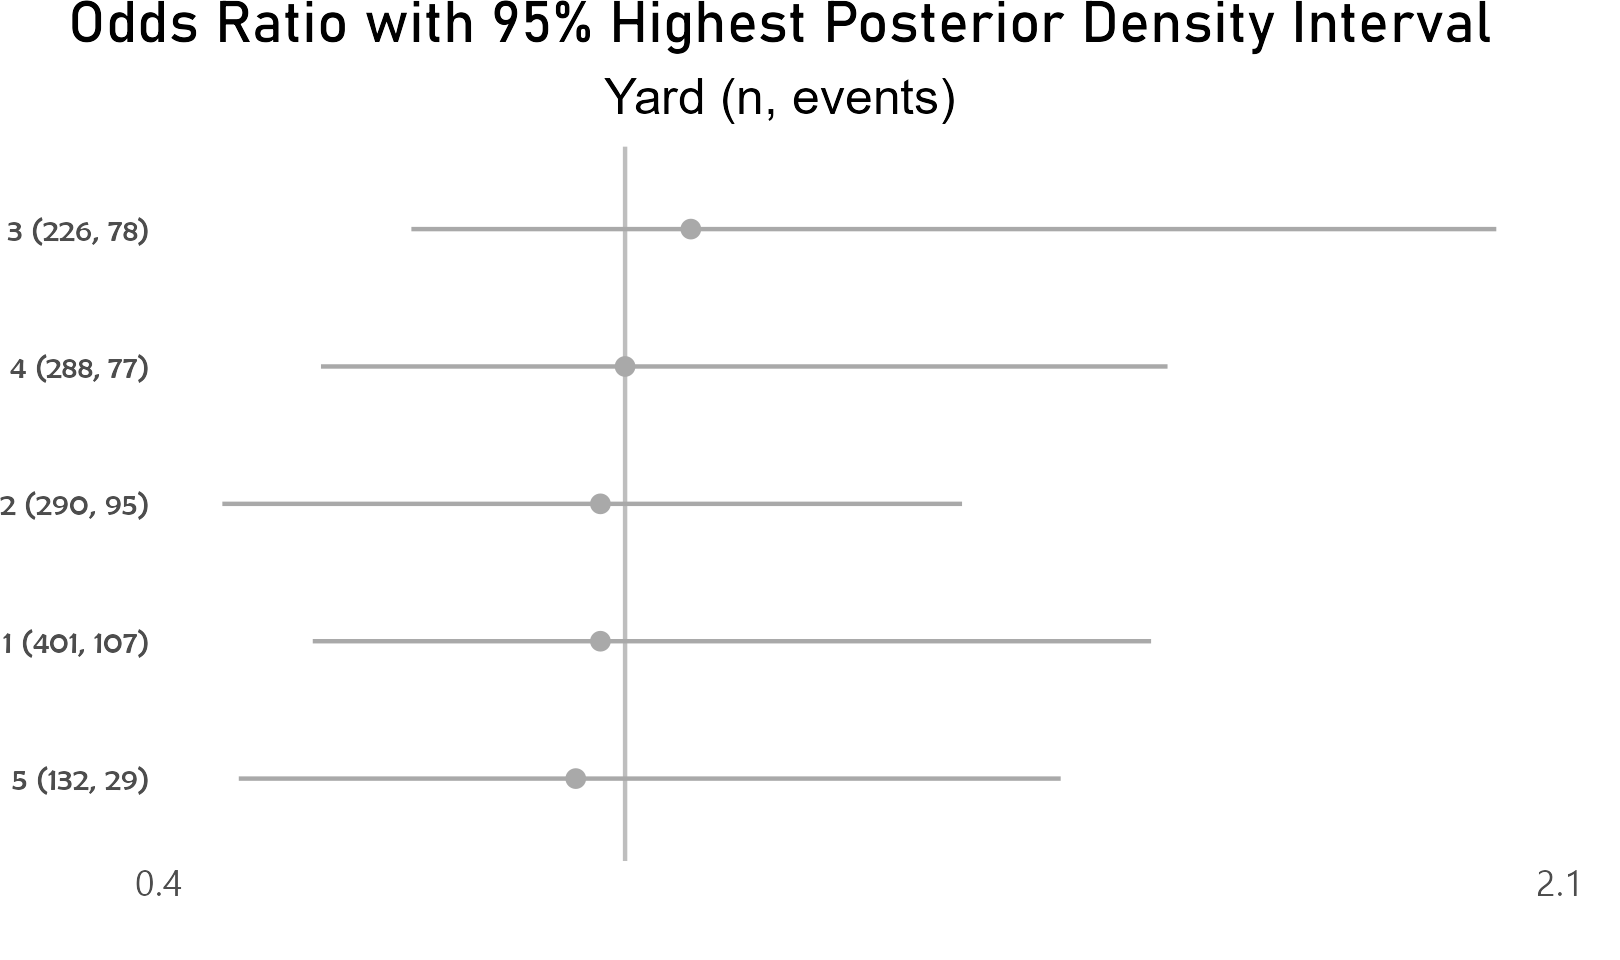 Odds Ratio with 95% Highest Posterior Density Interval
Yard (n, events)
3 (226, 78)
4 (288, 77)
2 (290, 95)
1 (401, 107)
5 (132, 29)
0.4 2.1